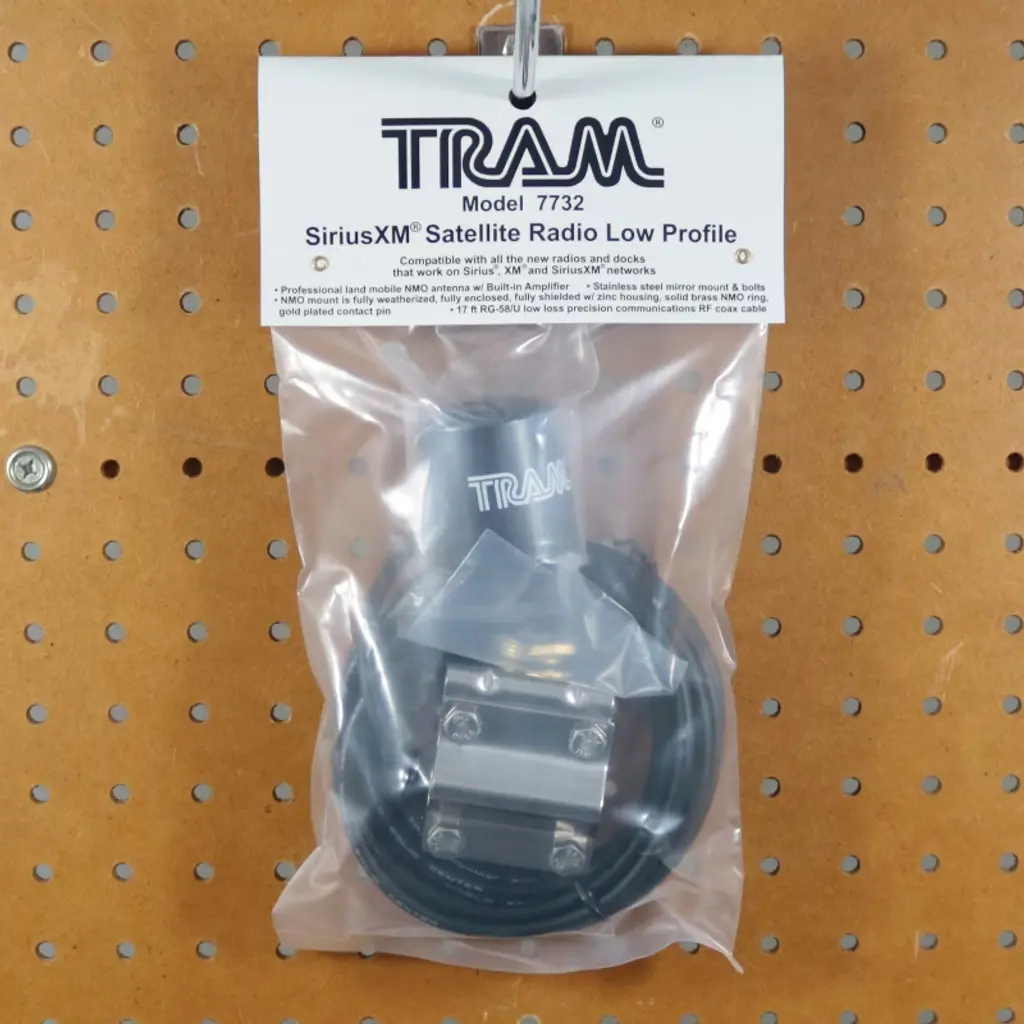 TRAM®
Model 7732
SiriusXM® Satellite Radio Low Profile
Compatible with all the new radios and docks
that work on Sirius®, XM® and SiriusXM® networks
• Professional land mobile NMO antenna w/ Built-in Amplifier • Stainless steel mirror mount & bolts
• NMO mount is fully weatherized, fully enclosed, fully shielded w/ zinc housing, solid brass NMO ring,
gold plated contact pin • 17 ft RG-58/U low loss precision communications RF coax cable
TRAM